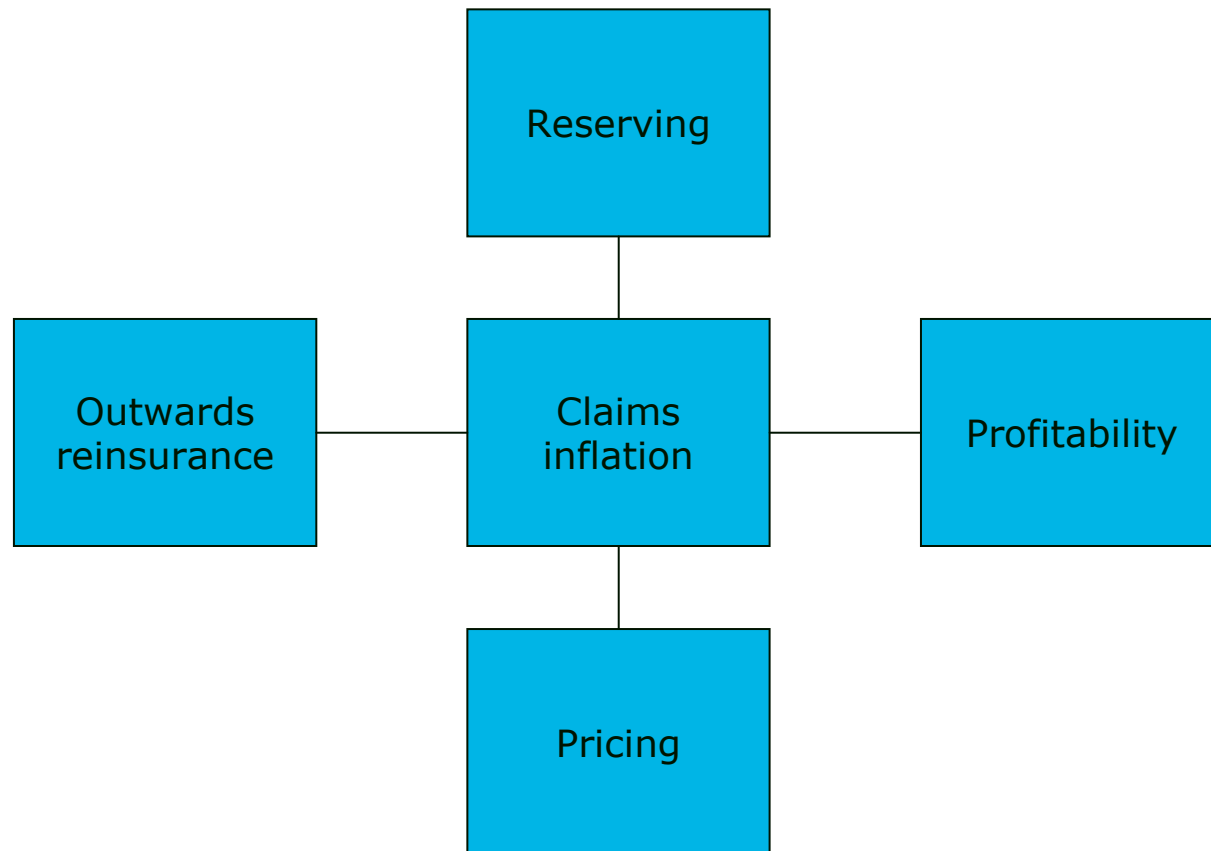 Reserving
Outwards
reinsurance
Claims
inflation
Profitability
Pricing